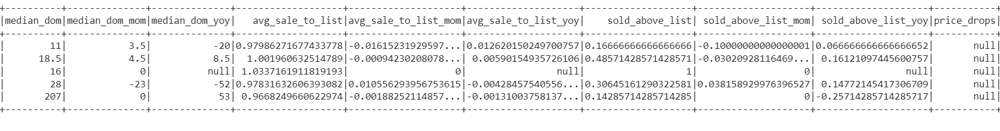 +----------+--------------+--------------+------------------+--------------------+--------------------+-------------------+--------------------+--------------------+-----------+
|median_dom|median_dom_mom|median_dom_yoy|  avg_sale_to_list|avg_sale_to_list_mom|avg_sale_to_list_yoy|    sold_above_list| sold_above_list_mom| sold_above_list_yoy|price_drops|
+----------+--------------+--------------+------------------+--------------------+--------------------+-------------------+--------------------+--------------------+-----------+
|        11|           3.5|           -20|0.97986271677433778|-0.01615231929597...|0.012620150249700757|0.16666666666666666|-0.10000000000000001|0.066666666666666652|       null|
|      18.5|           4.5|           8.5| 1.001960632514789|-0.00094230208078...| 0.00590154935726106|0.48571428571428571|-0.03020928116469...| 0.16121097445600757|       null|
|        16|             0|          null|1.0337161911819193|                   0|                null|                  1|                   0|                null|       null|
|        28|           -23|           -52|0.97831632606393082|0.010556293956753615|-0.00428457540556...|0.30645161290322581|0.038158929976396527| 0.14772145417306709|       null|
|       207|             0|            53|0.9668249660622974|-0.00188252114857...|-0.00131003758137...|0.14285714285714285|                   0|-0.25714285714285717|       null|
+----------+--------------+--------------+------------------+--------------------+--------------------+-------------------+--------------------+--------------------+-----------+